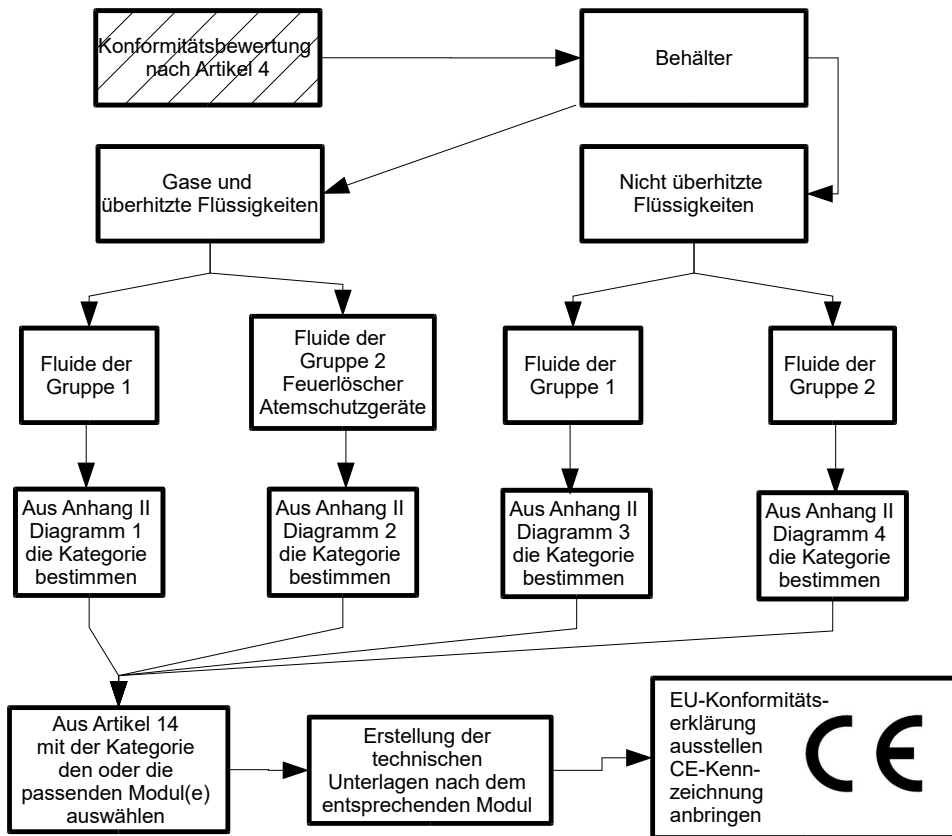 Konformitätsbewertung
nach Artikel 4
Behälter
Gase und
überhitzte Flüssigkeiten
Nicht überhitzte
Flüssigkeiten
Fluide der
Gruppe 1
Fluide der
Gruppe 2
Feuerlöscher
Atemschutzgeräte
Fluide der
Gruppe 1
Fluide der
Gruppe 2
Aus Anhang II
Diagramm 1
die Kategorie
bestimmen
Aus Anhang II
Diagramm 2
die Kategorie
bestimmen
Aus Anhang II
Diagramm 3
die Kategorie
bestimmen
Aus Anhang II
Diagramm 4
die Kategorie
bestimmen
Aus Artikel 14
mit der Kategorie
den oder die
passenden Modul(e)
auswählen
Erstellung der
technischen
Unterlagen nach dem
entsprechenden Modul
EU-Konformitäts-
erklärung
ausstellen
CE-Kenn-
zeichnung
anbringen
CE